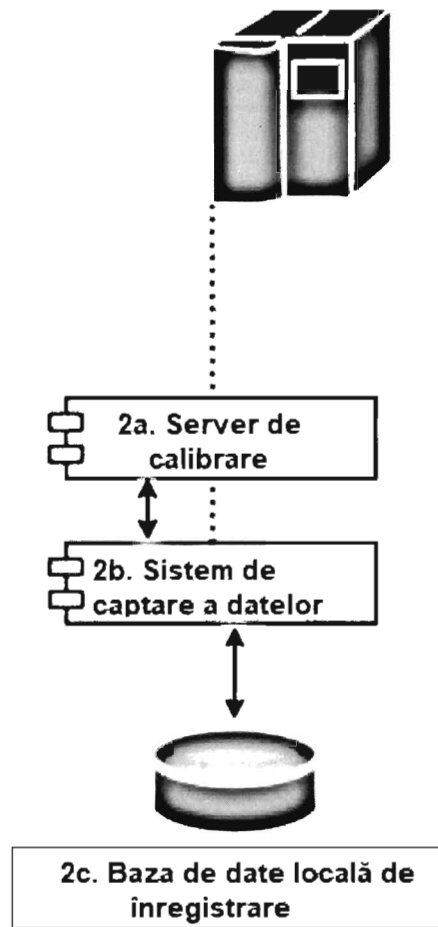 2a. Server de
calibrare
2b. Sistem de
captare a datelor
2c. Baza de date locală de
înregistrare